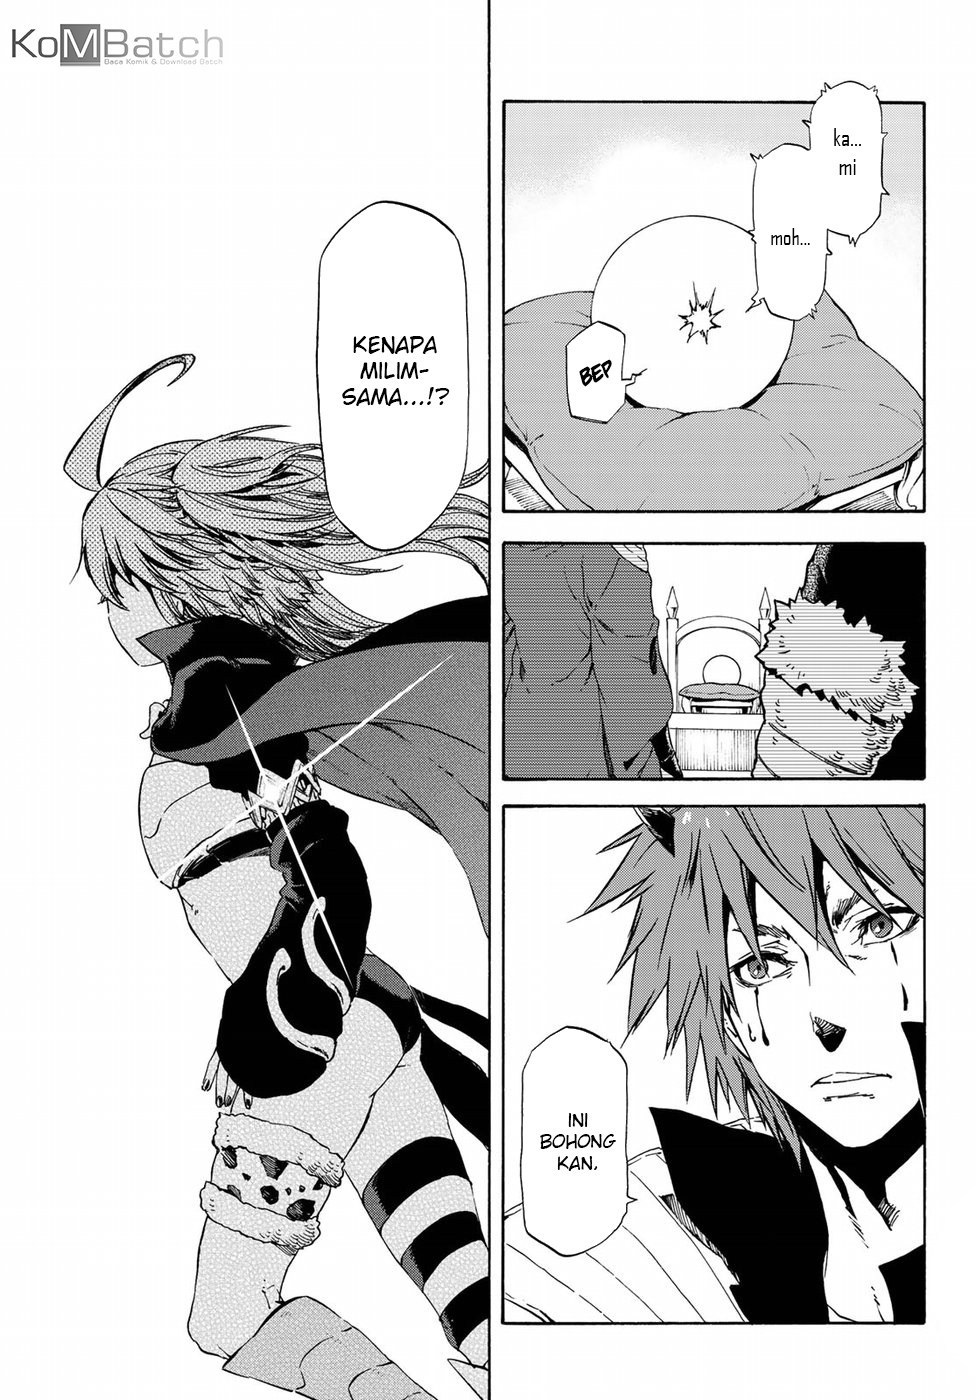 KoMBatch
Baca Komik & Download Batch
ka...
mi
moh...
BEP
INI
BOHONG
KAN.
KENAPA
MILIM-
SAMA...!?